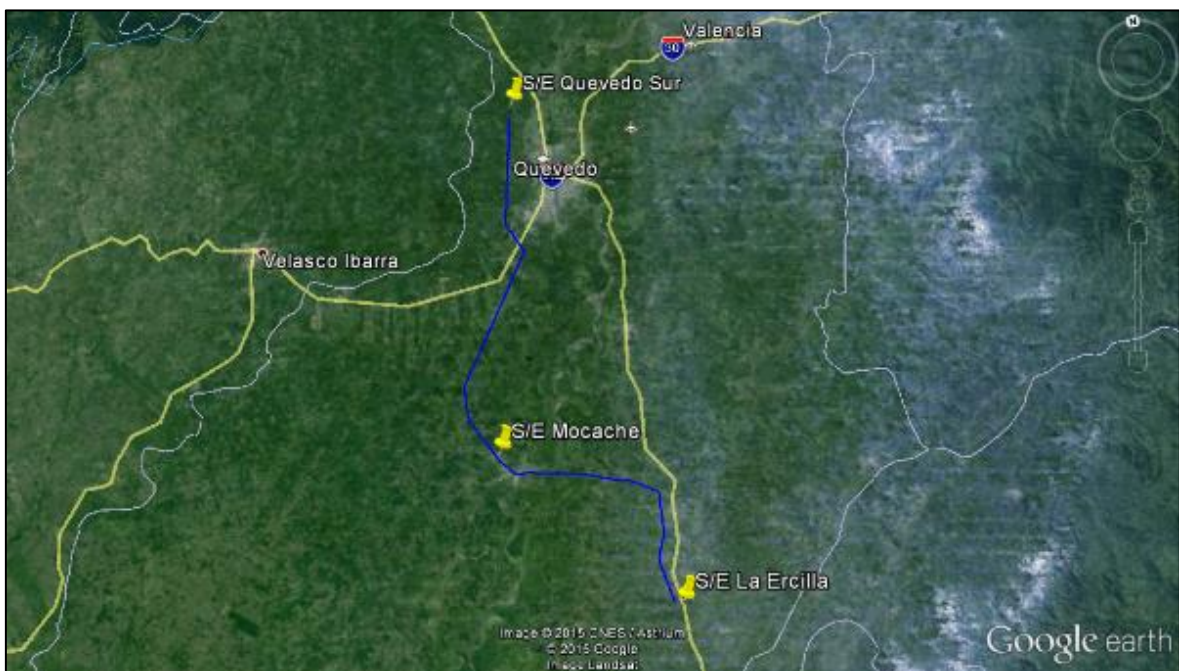 Valencia
30
S/E Quevedo Sur
Quevedo
Velasco Ibarra
S/E Mocache
S/E La Ercilla
Image © 2015 CNES / Astrium
© 2015 Google
Image Landsat
Google earth
N